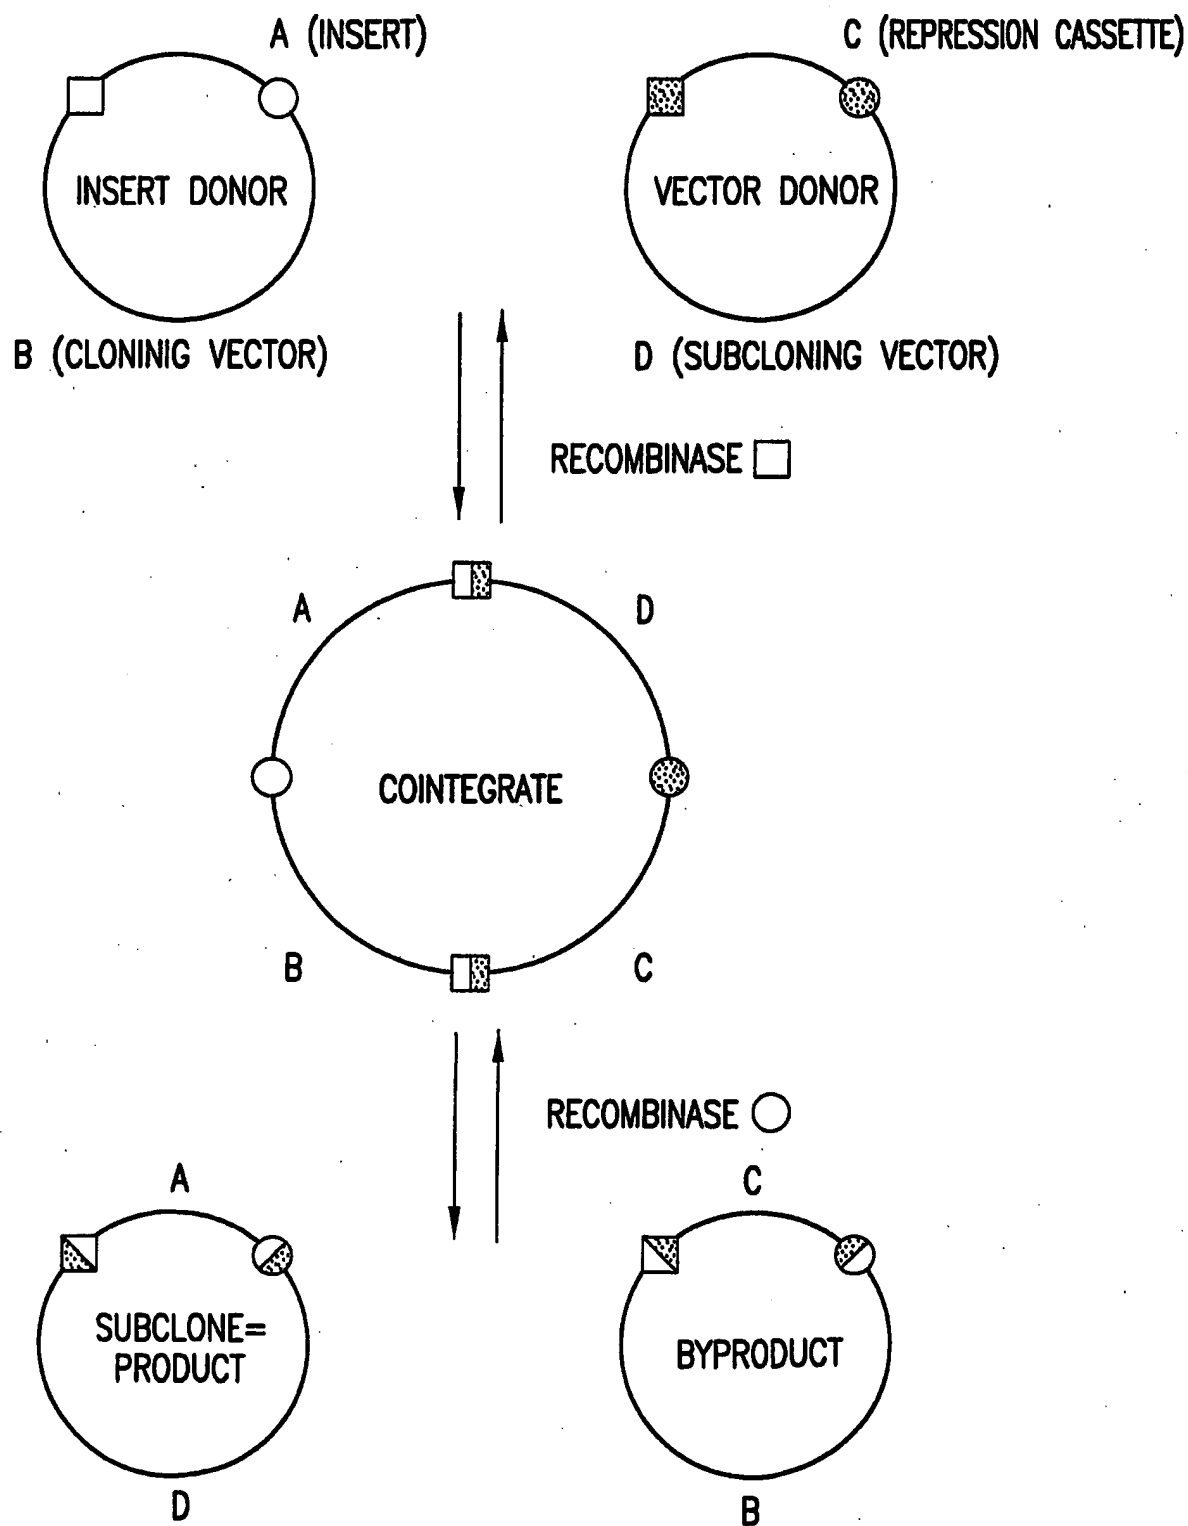 A (INSERT)
C (REPRESSION CASSETTE)
INSERT DONOR
VECTOR DONOR
B (CLONINIG VECTOR)
D (SUBCLONING VECTOR)
RECOMBINASE
A
D
COINTEGRATE
B
C
RECOMBINASE
A
C
SUBCLONE=
PRODUCT
BYPRODUCT
D
B